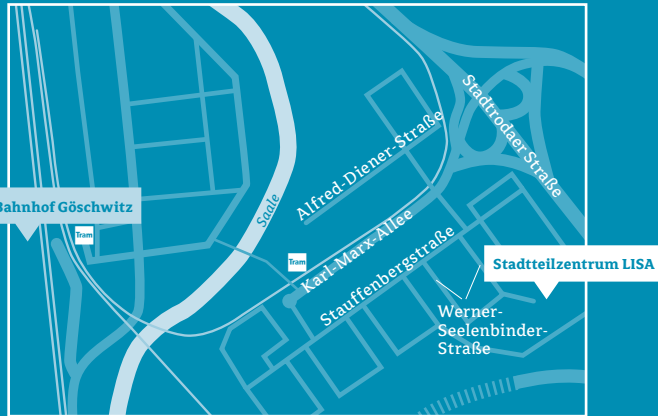 Stadtrodaer Straße
Alfred-Diener-Straße
Bahnhof Göschwitz
Saale
Tram
Tram
Karl-Marx-Allee
Stauffenbergstraße
Stadtteilzentrum LISA
Werner-
Seelenbinder-
Straße